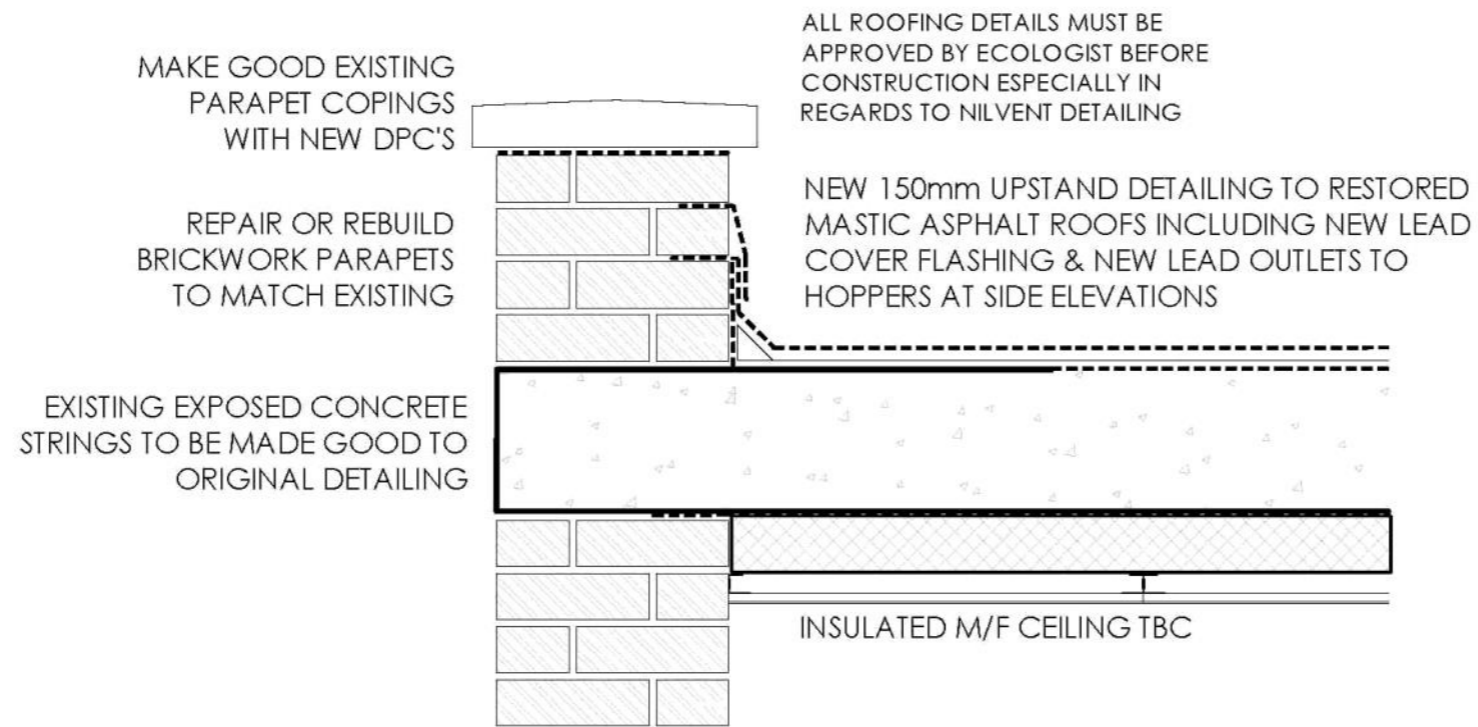 MAKE GOOD EXISTING
PARAPET COPINGS
WITH NEW DPC'S
ALL ROOFING DETAILS MUST BE
APPROVED BY ECOLOGIST BEFORE
CONSTRUCTION ESPECIALLY IN
REGARDS TO NILVENT DETAILING
REPAIR OR REBUILD
BRICKWORK PARAPETS
TO MATCH EXISTING
NEW 150mm UPSTAND DETAILING TO RESTORED
MASTIC ASPHALT ROOFS INCLUDING NEW LEAD
COVER FLASHING & NEW LEAD OUTLETS TO
HOPPERS AT SIDE ELEVATIONS
EXISTING EXPOSED CONCRETE
STRINGS TO BE MADE GOOD TO
ORIGINAL DETAILING
INSULATED M/F CEILING TBC